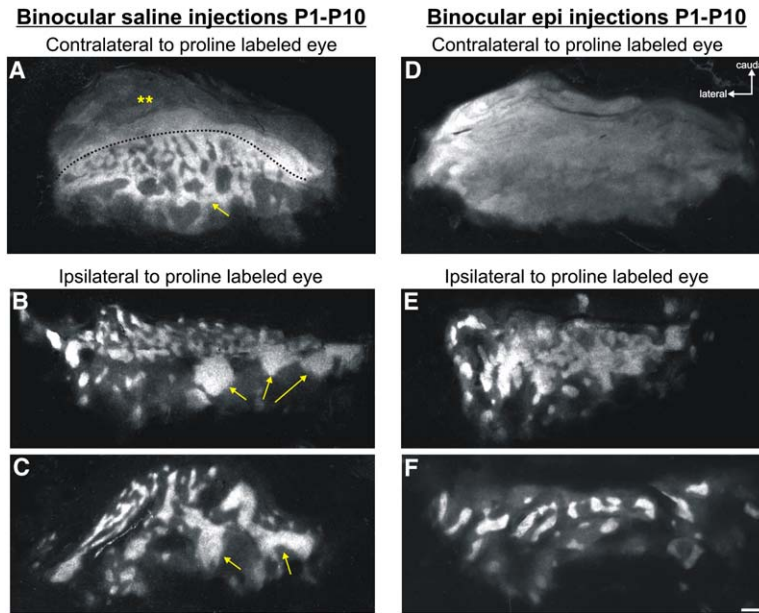 Binocular saline injections P1-P10
Binocular epi injections P1-P10
Contralateral to proline labeled eye
Contralateral to proline labeled eye
A
**
D
lateral
Ipsilateral to proline labeled eye
Ipsilateral to proline labeled eye
B
E
C
F